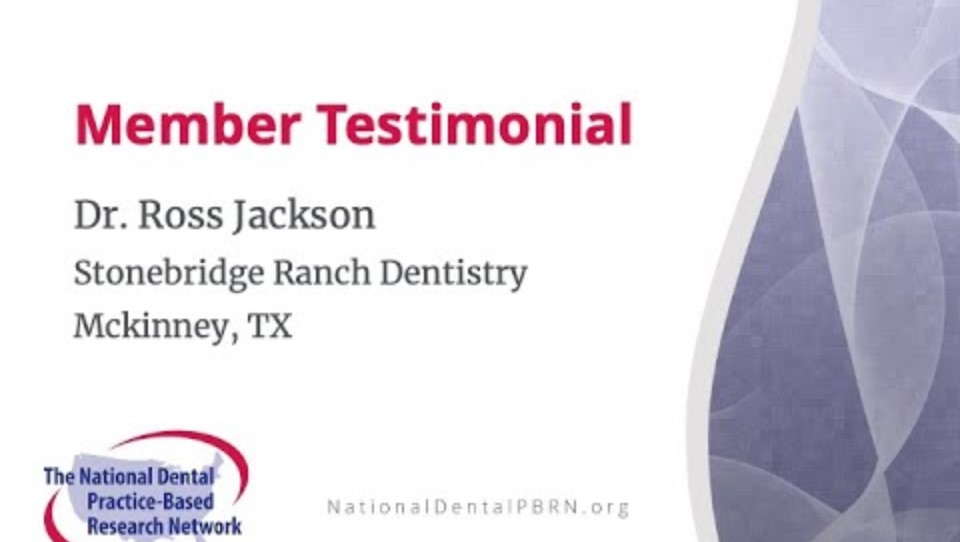 Member Testimonial
Dr. Ross Jackson
Stonebridge Ranch Dentistry
Mckinney, TX
The National Dental
Practice-Based
Research Network
NationalDentalPBRN.org